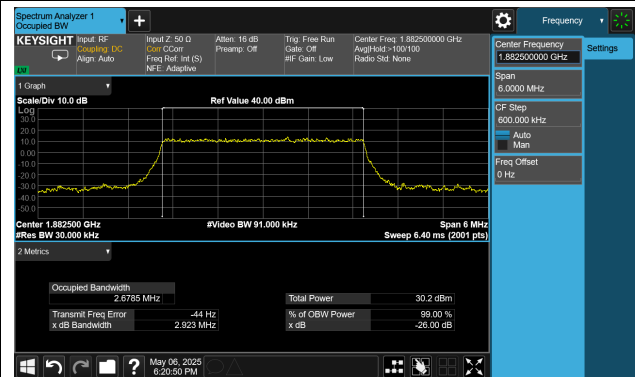 Spectrum Analyzer 1
Occupied BW
Frequency
KEYSIGHT
Input: RF
Coupling: DC
Align: Auto
Input Z: 50 Ω
Corr CCorr
Freq Ref: Int (S)
NFE: Adaptive
Atten: 16 dB
Preamp: Off
Trig: Free Run
Gate: Off
#IF Gain: Low
Center Freq: 1.882500000 GHz
Avg|Hold:>100/100
Radio Std: None
Center Frequency
1.882500000 GHz
Settings
Span
6.0000 MHz
CF Step
600.000 kHz
Auto
Man
Freq Offset
0 Hz
1 Graph
Scale/Div 10.0 dB
Ref Value 40.00 dBm
Log
30.0
20.0
10.0
0.00
-10.0
-20.0
-30.0
-40.0
-50.0
Center 1.882500 GHz
#Video BW 91.000 kHz
Span 6 MHz
#Res BW 30.000 kHz
Sweep 6.40 ms (2001 pts)
2 Metrics
Occupied Bandwidth
2.6785 MHz
Total Power 30.2 dBm
Transmit Freq Error -44 Hz
% of OBW Power 99.00 %
x dB Bandwidth 2.923 MHz
x dB -26.00 dB
?
May 06, 2025
6:20:50 PM